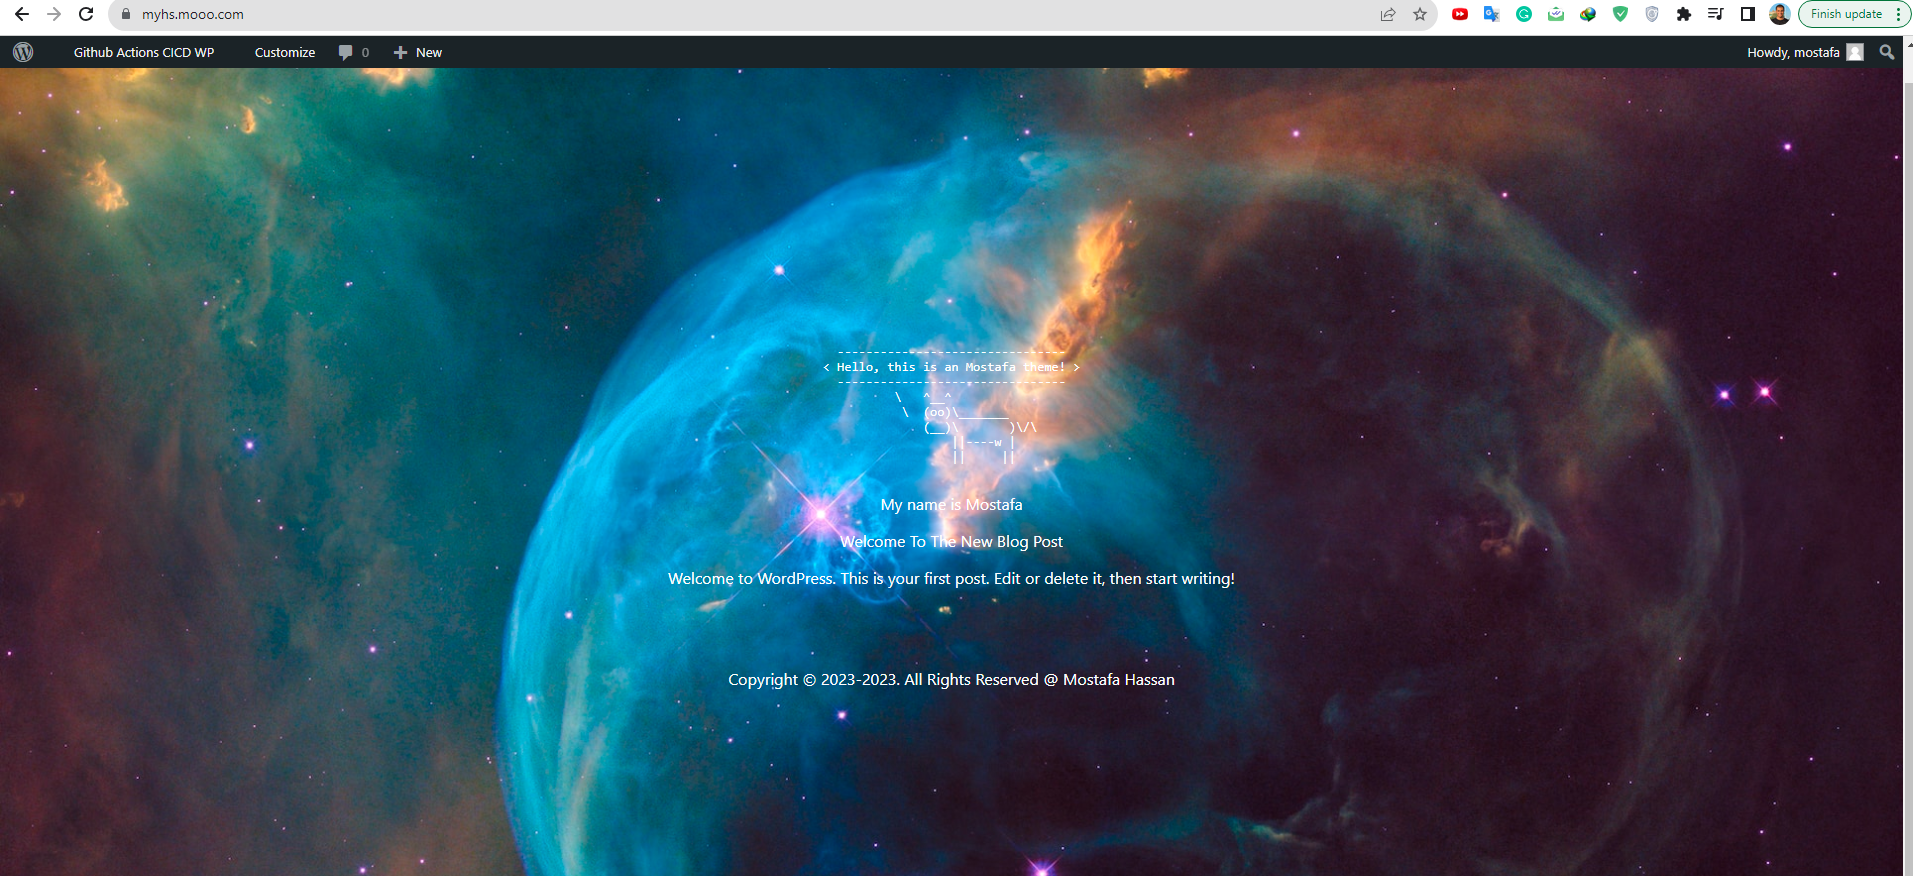 myhs.mooo.com
Finish update
Github Actions CICD WP
Customize
0
New
Howdy, mostafa
--------------------------------
< Hello, this is an Mostafa theme! >
--------------------------------
\   ^__^
 \  (oo)\_______
    (__)\       )\/\
        ||----w |
        ||     ||
My name is Mostafa
Welcome To The New Blog Post
Welcome to WordPress. This is your first post. Edit or delete it, then start writing!
Copyright © 2023-2023. All Rights Reserved @ Mostafa Hassan